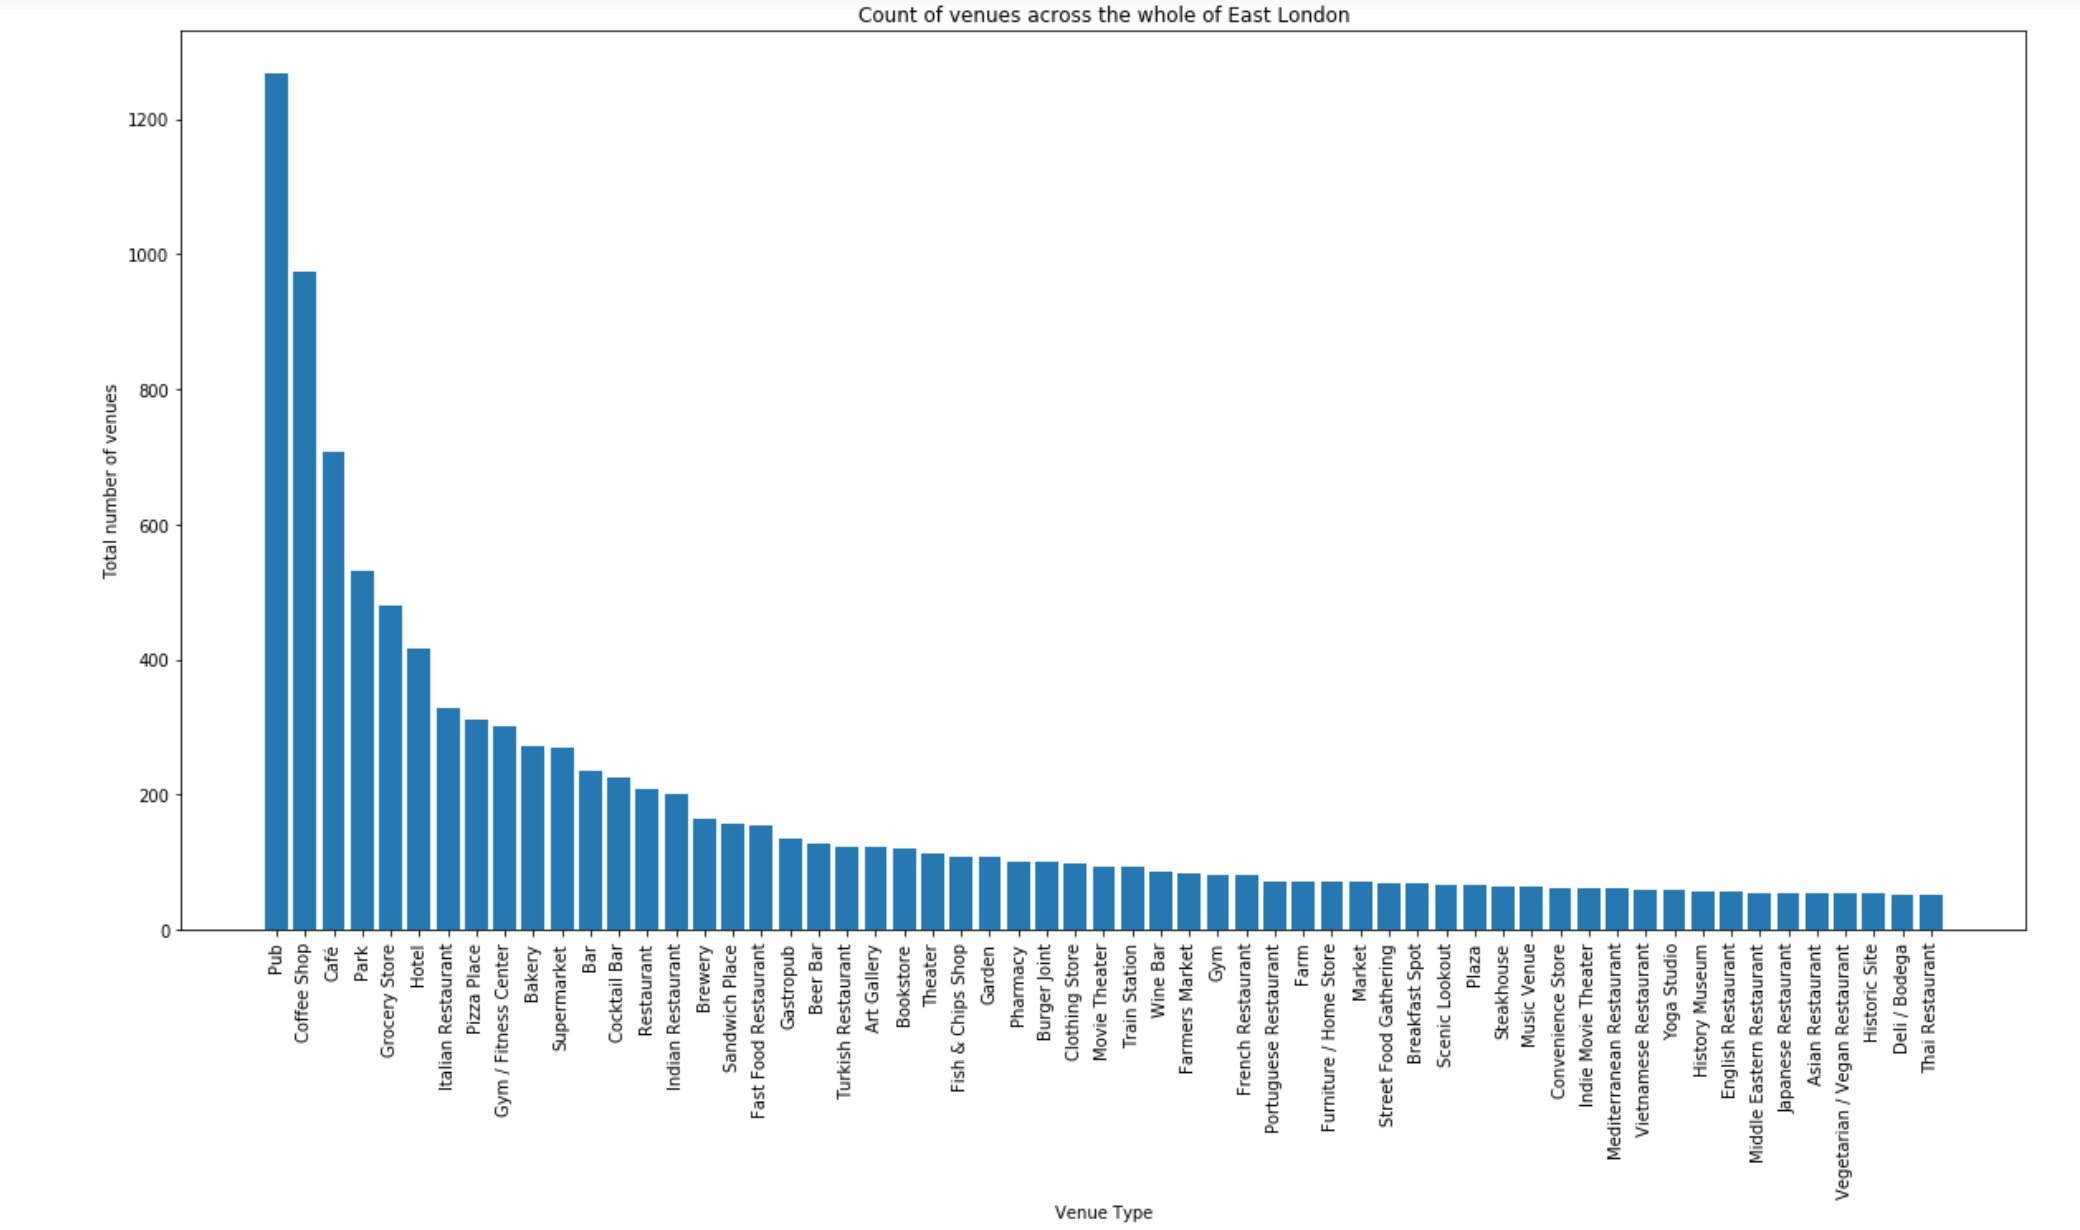 Count of venues across the whole of East London
Total number of venues
1200
1000
800
600
400
200
0
Pub
Coffee Shop
Café
Park
Grocery Store
Hotel
Italian Restaurant
Pizza Place
Gym / Fitness Center
Bakery
Supermarket
Bar
Cocktail Bar
Restaurant
Indian Restaurant
Brewery
Sandwich Place
Fast Food Restaurant
Gastropub
Beer Bar
Turkish Restaurant
Art Gallery
Bookstore
Theater
Fish & Chips Shop
Garden
Pharmacy
Burger Joint
Clothing Store
Movie Theater
Train Station
Wine Bar
Farmers Market
Gym
French Restaurant
Portuguese Restaurant
Farm
Furniture / Home Store
Market
Street Food Gathering
Breakfast Spot
Scenic Lookout
Plaza
Steakhouse
Music Venue
Convenience Store
Indie Movie Theater
Mediterranean Restaurant
Vietnamese Restaurant
Yoga Studio
History Museum
English Restaurant
Middle Eastern Restaurant
Japanese Restaurant
Asian Restaurant
Vegetarian / Vegan Restaurant
Historic Site
Deli / Bodega
Thai Restaurant
Venue Type